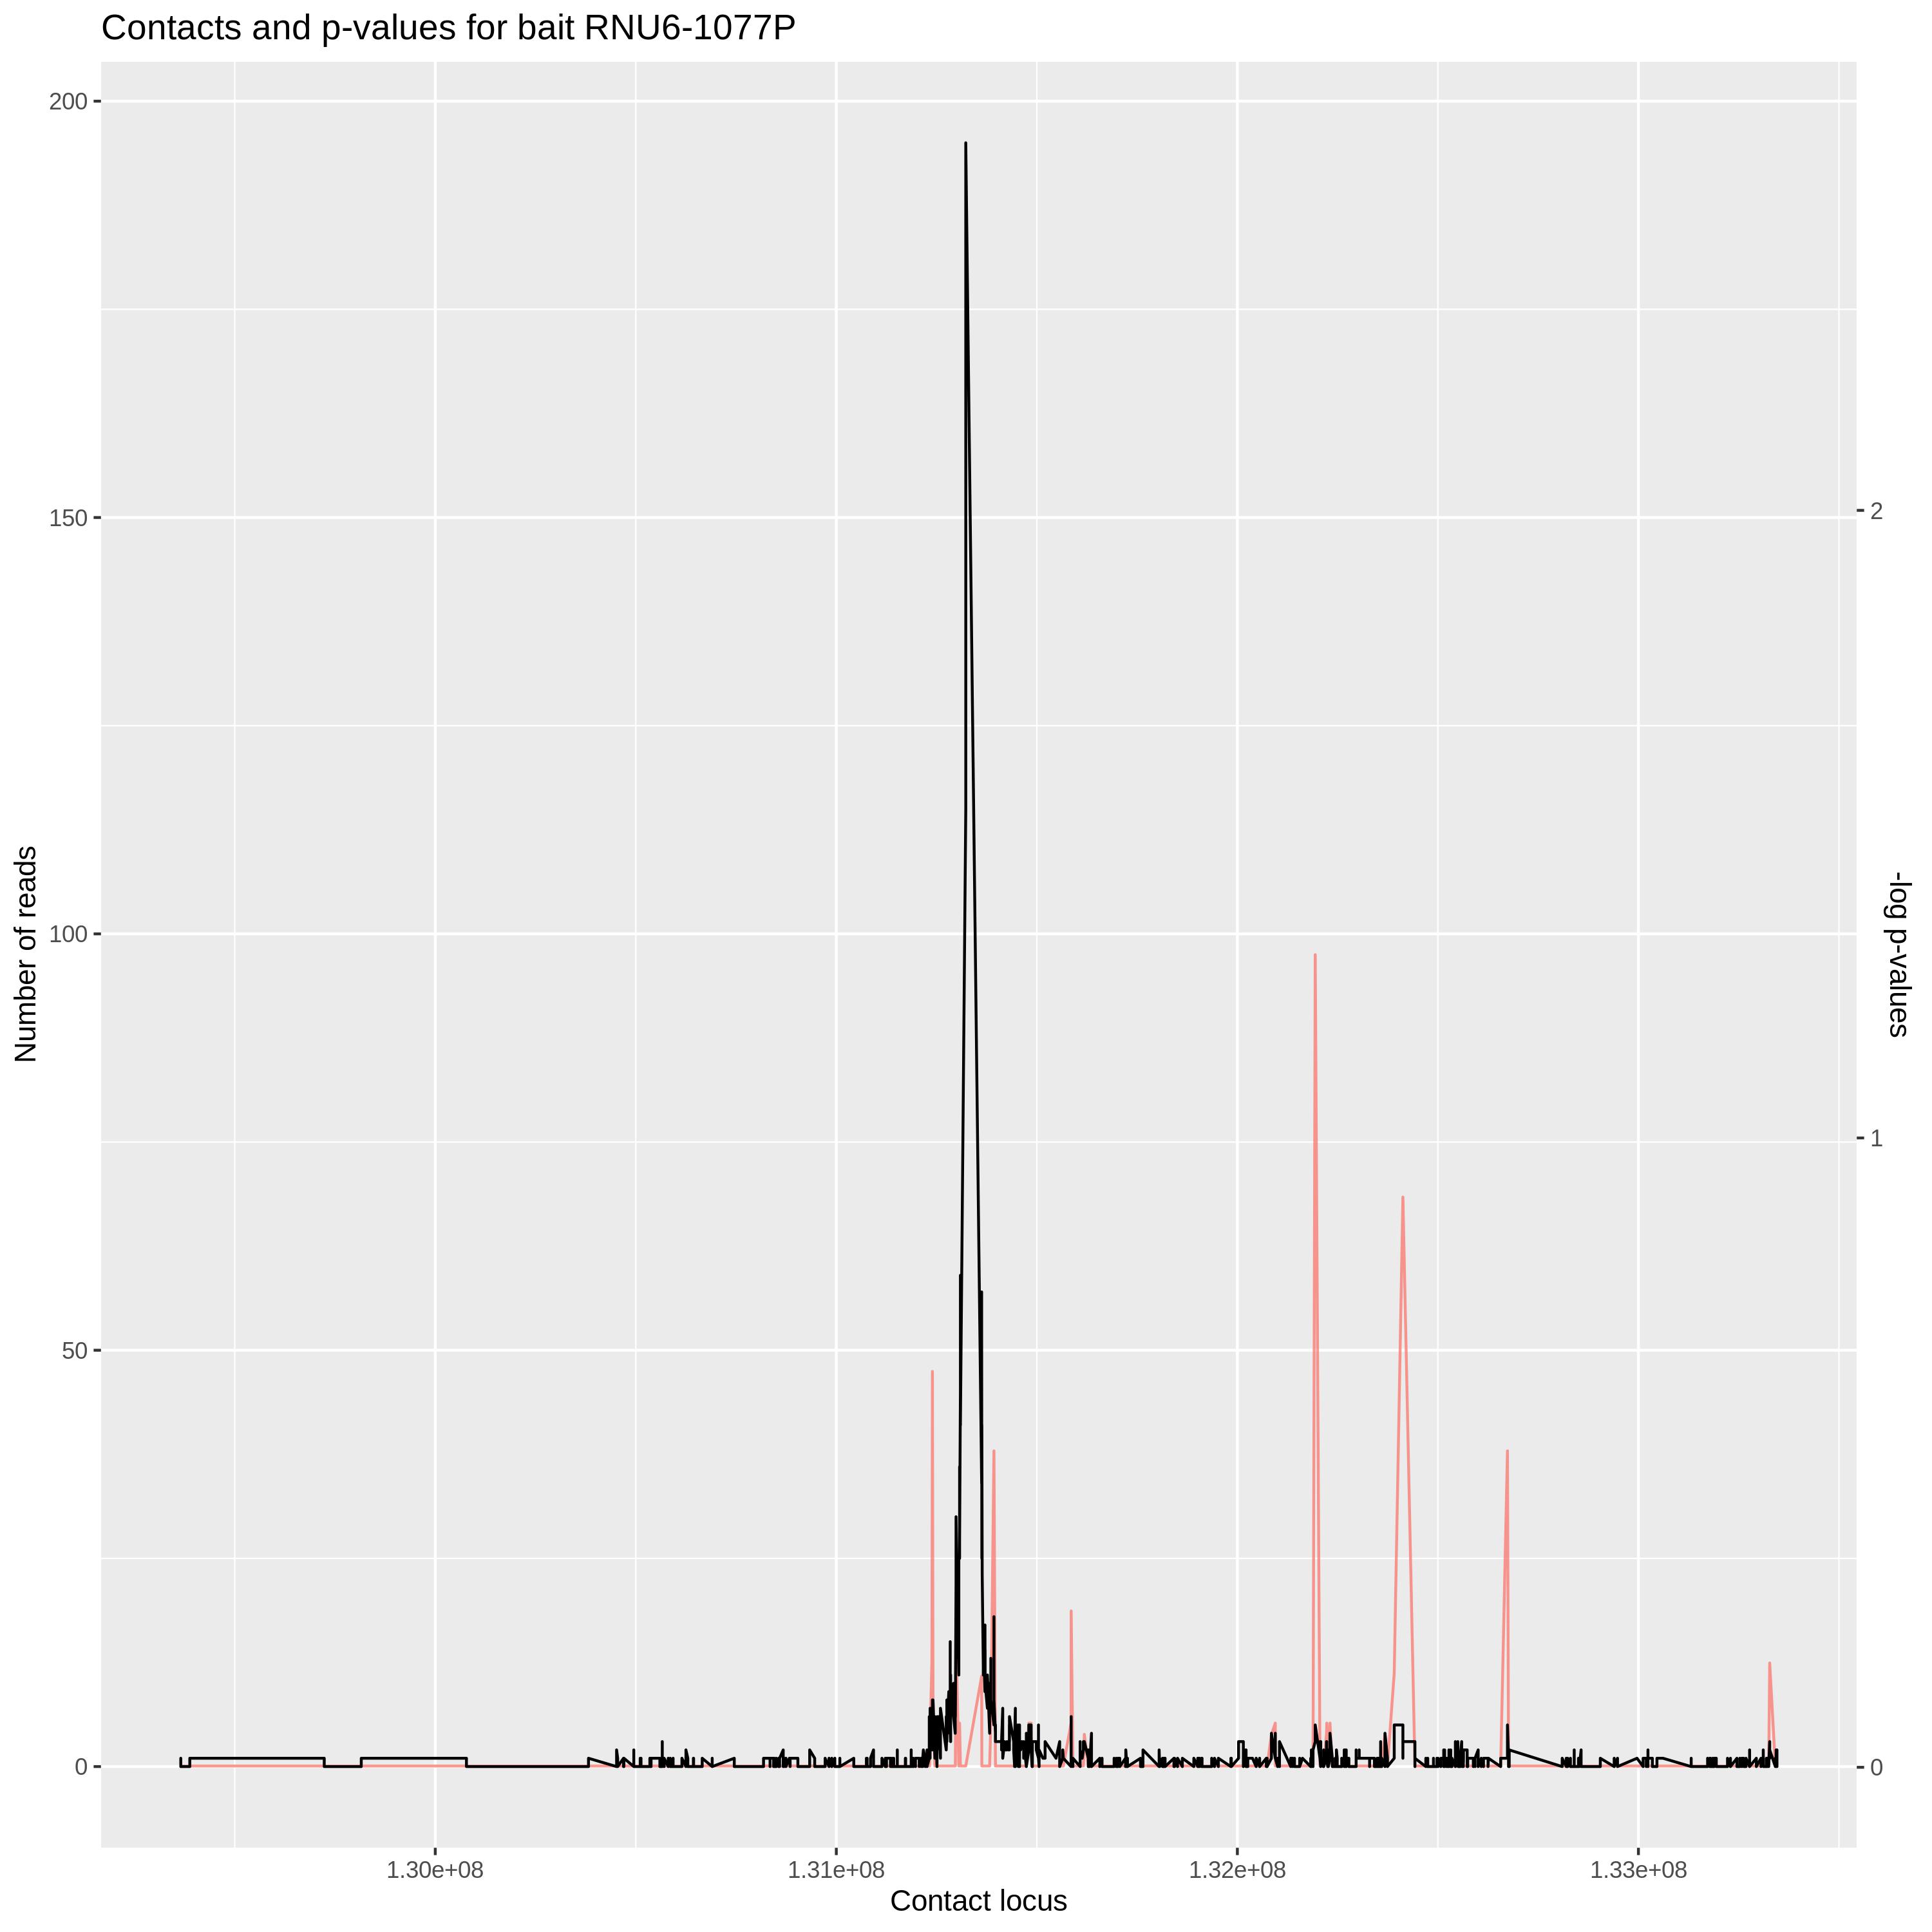 Contacts and p-values for bait RNU6-1077P
Number of reads
200
150
100
50
0
2
1
0
-log p-values
1.30e+08
1.31e+08
1.32e+08
1.33e+08
Contact locus